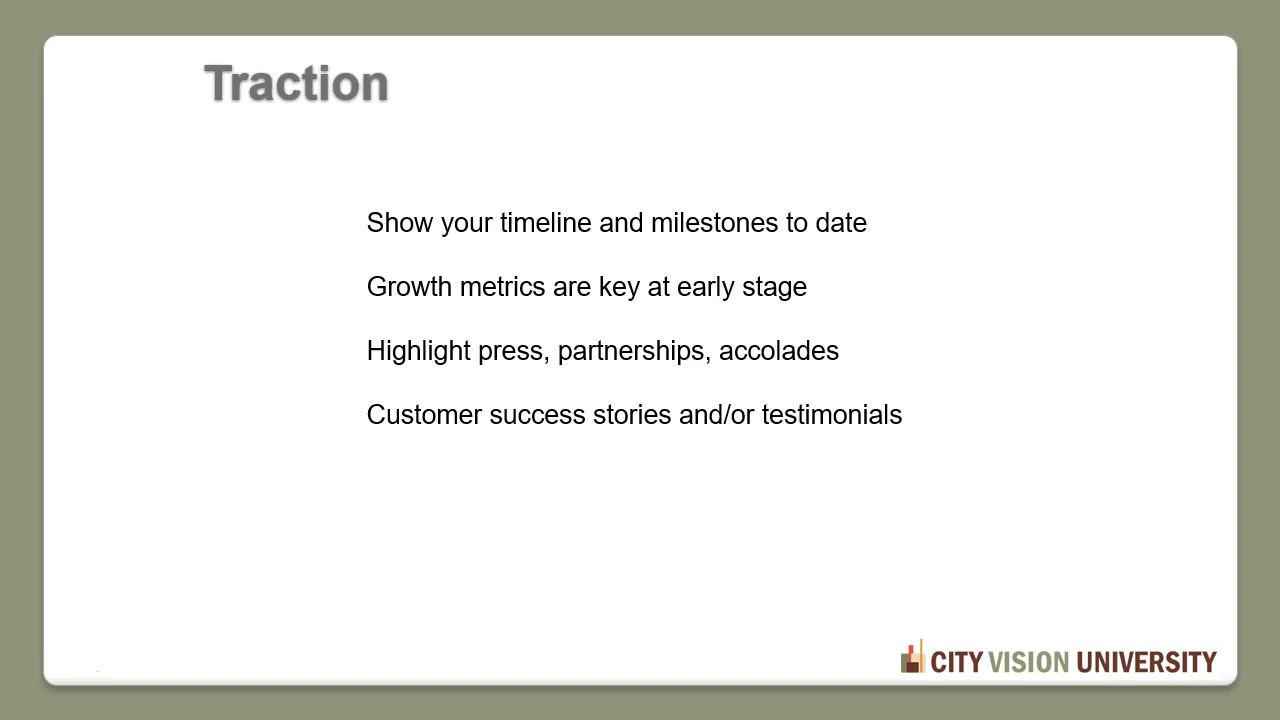 Traction
Show your timeline and milestones to date
Growth metrics are key at early stage
Highlight press, partnerships, accolades
Customer success stories and/or testimonials
CITY VISION UNIVERSITY